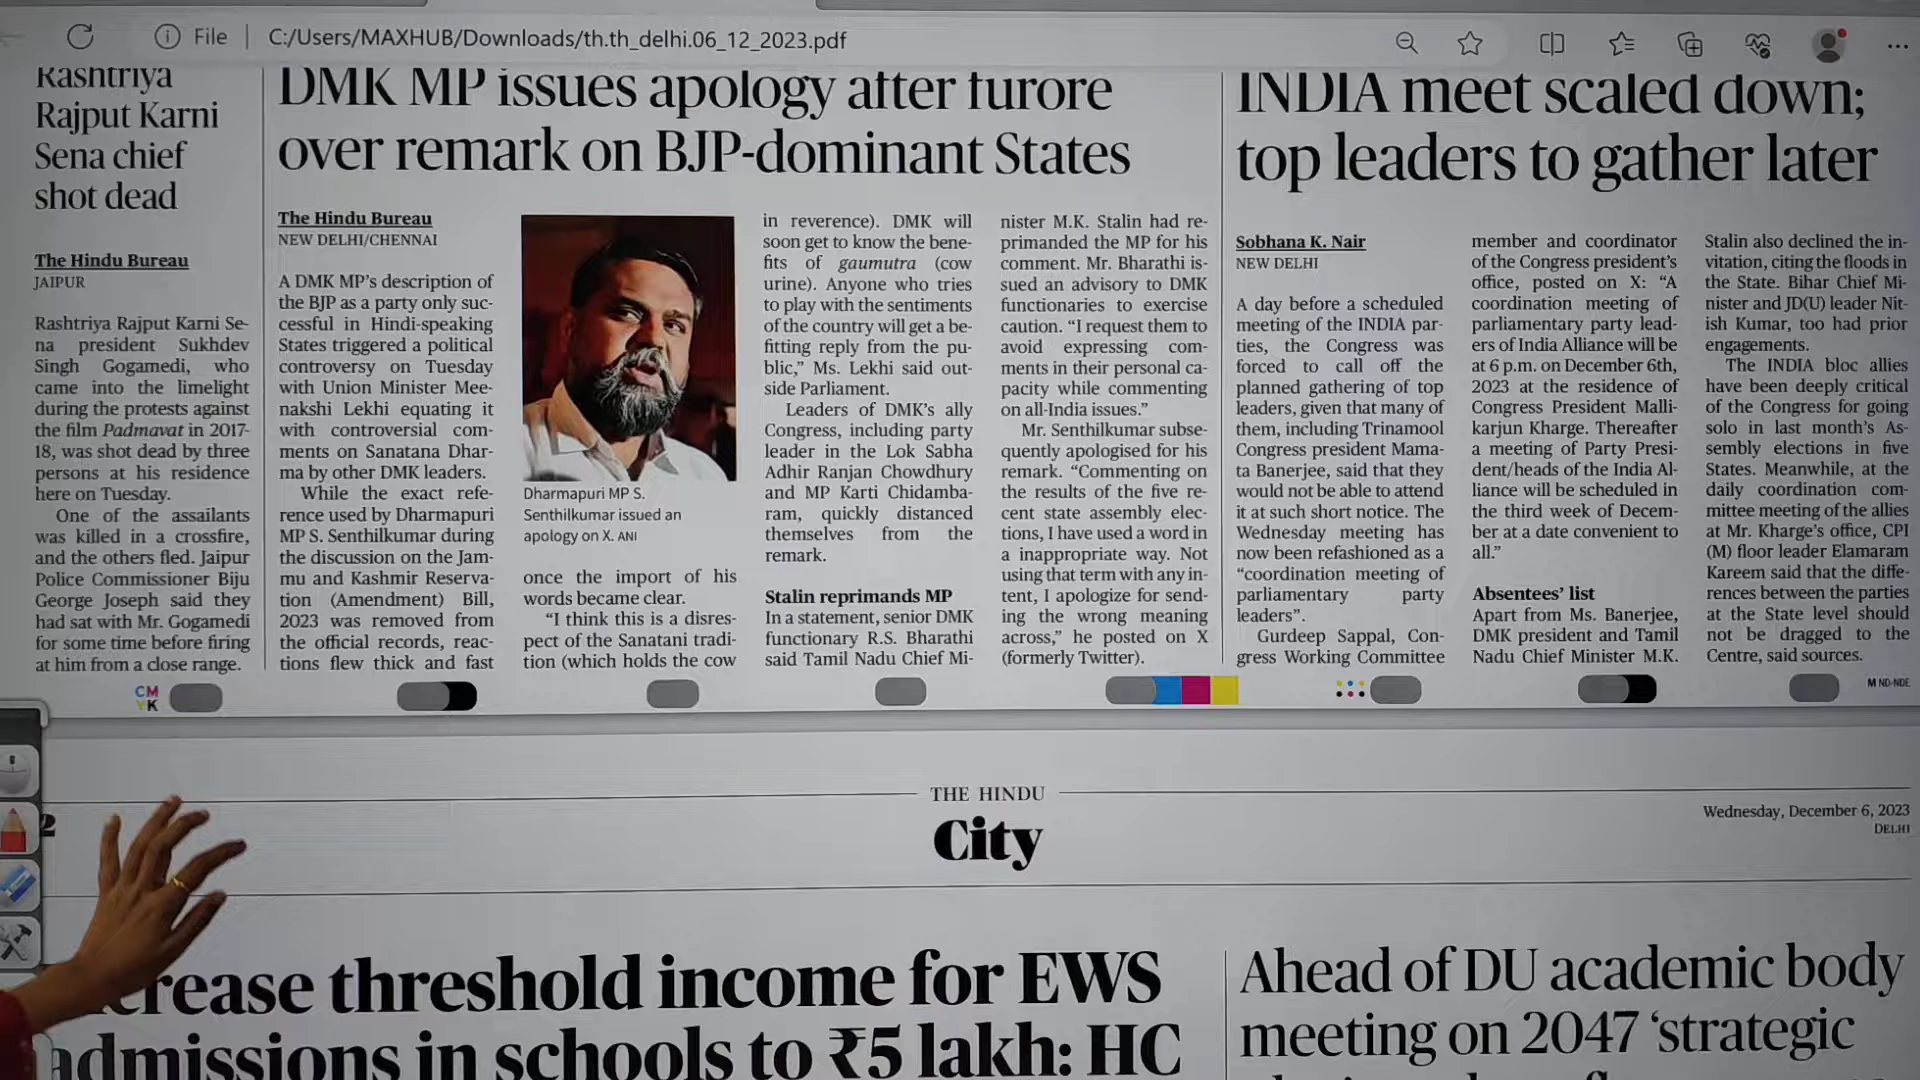 File
C:/Users/MAXHUB/Downloads/th.th_delhi.06_12_2023.pdf
Rashtriya
Rajput Karni
Sena chief
shot dead
The Hindu Bureau
JAIPUR
Rashtriya Rajput Karni Se-
na president Sukhdev
Singh Gogamedi, who
came into the limelight
during the protests against
the film Padmavat in 2017-
18, was shot dead by three
persons at his residence
here on Tuesday.
One of the assailants
was killed in a crossfire,
and the others fled. Jaipur
Police Commissioner Biju
George Joseph said they
had sat with Mr. Gogamedi
for some time before firing
at him from a close range.
DMK MP issues apology after furore
over remark on BJP-dominant States
The Hindu Bureau
NEW DELHI/CHENNAI
A DMK MP's description of
the BJP as a party only suc-
cessful in Hindi-speaking
States triggered a political
controversy on Tuesday
with Union Minister Mee-
nakshi Lekhi equating it
with controversial com-
ments on Sanatana Dhar-
ma by other DMK leaders.
While the exact refe-
rence used by Dharmapuri
MP S. Senthilkumar during
the discussion on the Jam-
mu and Kashmir Reserva-
tion (Amendment) Bill,
2023 was removed from
the official records, reac-
tions flew thick and fast
Dharmapuri MP S.
Senthilkumar issued an
apology on X. ANI
once the import of his
words became clear.
"I think this is a disres-
pect of the Sanatani tradi-
tion (which holds the cow
in reverence). DMK will
soon get to know the bene-
fits of gaumutra (cow
urine). Anyone who tries
to play with the sentiments
of the country will get a be-
fitting reply from the pu-
blic," Ms. Lekhi said out-
side Parliament.
Leaders of DMK's ally
Congress, including party
leader in the Lok Sabha
Adhir Ranjan Chowdhury
and MP Karti Chidamba-
ram, quickly distanced
themselves from the
remark.
Stalin reprimands MP
In a statement, senior DMK
functionary R.S. Bharathi
said Tamil Nadu Chief Mi-
nister M.K. Stalin had re-
primanded the MP for his
comment. Mr. Bharathi is-
sued an advisory to DMK
functionaries to exercise
caution. "I request them to
avoid expressing com-
ments in their personal ca-
pacity while commenting
on all-India issues."
Mr. Senthilkumar subse-
quently apologised for his
remark. "Commenting on
the results of the five re-
cent state assembly elec-
tions, I have used a word in
a inappropriate way. Not
using that term with any in-
tent, I apologize for send-
ing the wrong meaning
across," he posted on X
(formerly Twitter).
INDIA meet scaled down;
top leaders to gather later
Sobhana K. Nair
NEW DELHI
A day before a scheduled
meeting of the INDIA par-
ties, the Congress was
forced to call off the
planned gathering of top
leaders, given that many of
them, including Trinamool
Congress president Mama-
ta Banerjee, said that they
would not be able to attend
it at such short notice. The
Wednesday meeting has
now been refashioned as a
"coordination meeting of
parliamentary party
leaders".
Gurdeep Sappal, Con-
gress Working Committee
member and coordinator
of the Congress president's
office, posted on X: "A
coordination meeting of
parliamentary party lead-
ers of India Alliance will be
at 6 p.m. on December 6th,
2023 at the residence of
Congress President Malli-
karjun Kharge. Thereafter
a meeting of Party Presi-
dent/heads of the India Al-
liance will be scheduled in
the third week of Decem-
ber at a date convenient to
all."
Absentees' list
Apart from Ms. Banerjee,
DMK president and Tamil
Nadu Chief Minister M.K.
Stalin also declined the in-
vitation, citing the floods in
the State. Bihar Chief Mi-
nister and JD(U) leader Nit-
ish Kumar, too had prior
engagements.
The INDIA bloc allies
have been deeply critical
of the Congress for going
solo in last month's As-
sembly elections in five
States. Meanwhile, at the
daily coordination com-
mittee meeting of the allies
at Mr. Kharge's office, CPI
(M) floor leader Elamaram
Kareem said that the diffe-
rences between the parties
at the State level should
not be dragged to the
Centre, said sources.
CM
YK
M ND-NDE
2
THE HINDU
City
Wednesday, December 6, 2023
DELHI
crease threshold income for EWS
admissions in schools to ₹5 lakh: HC
Ahead of DU academic body
meeting on 2047 'strategic